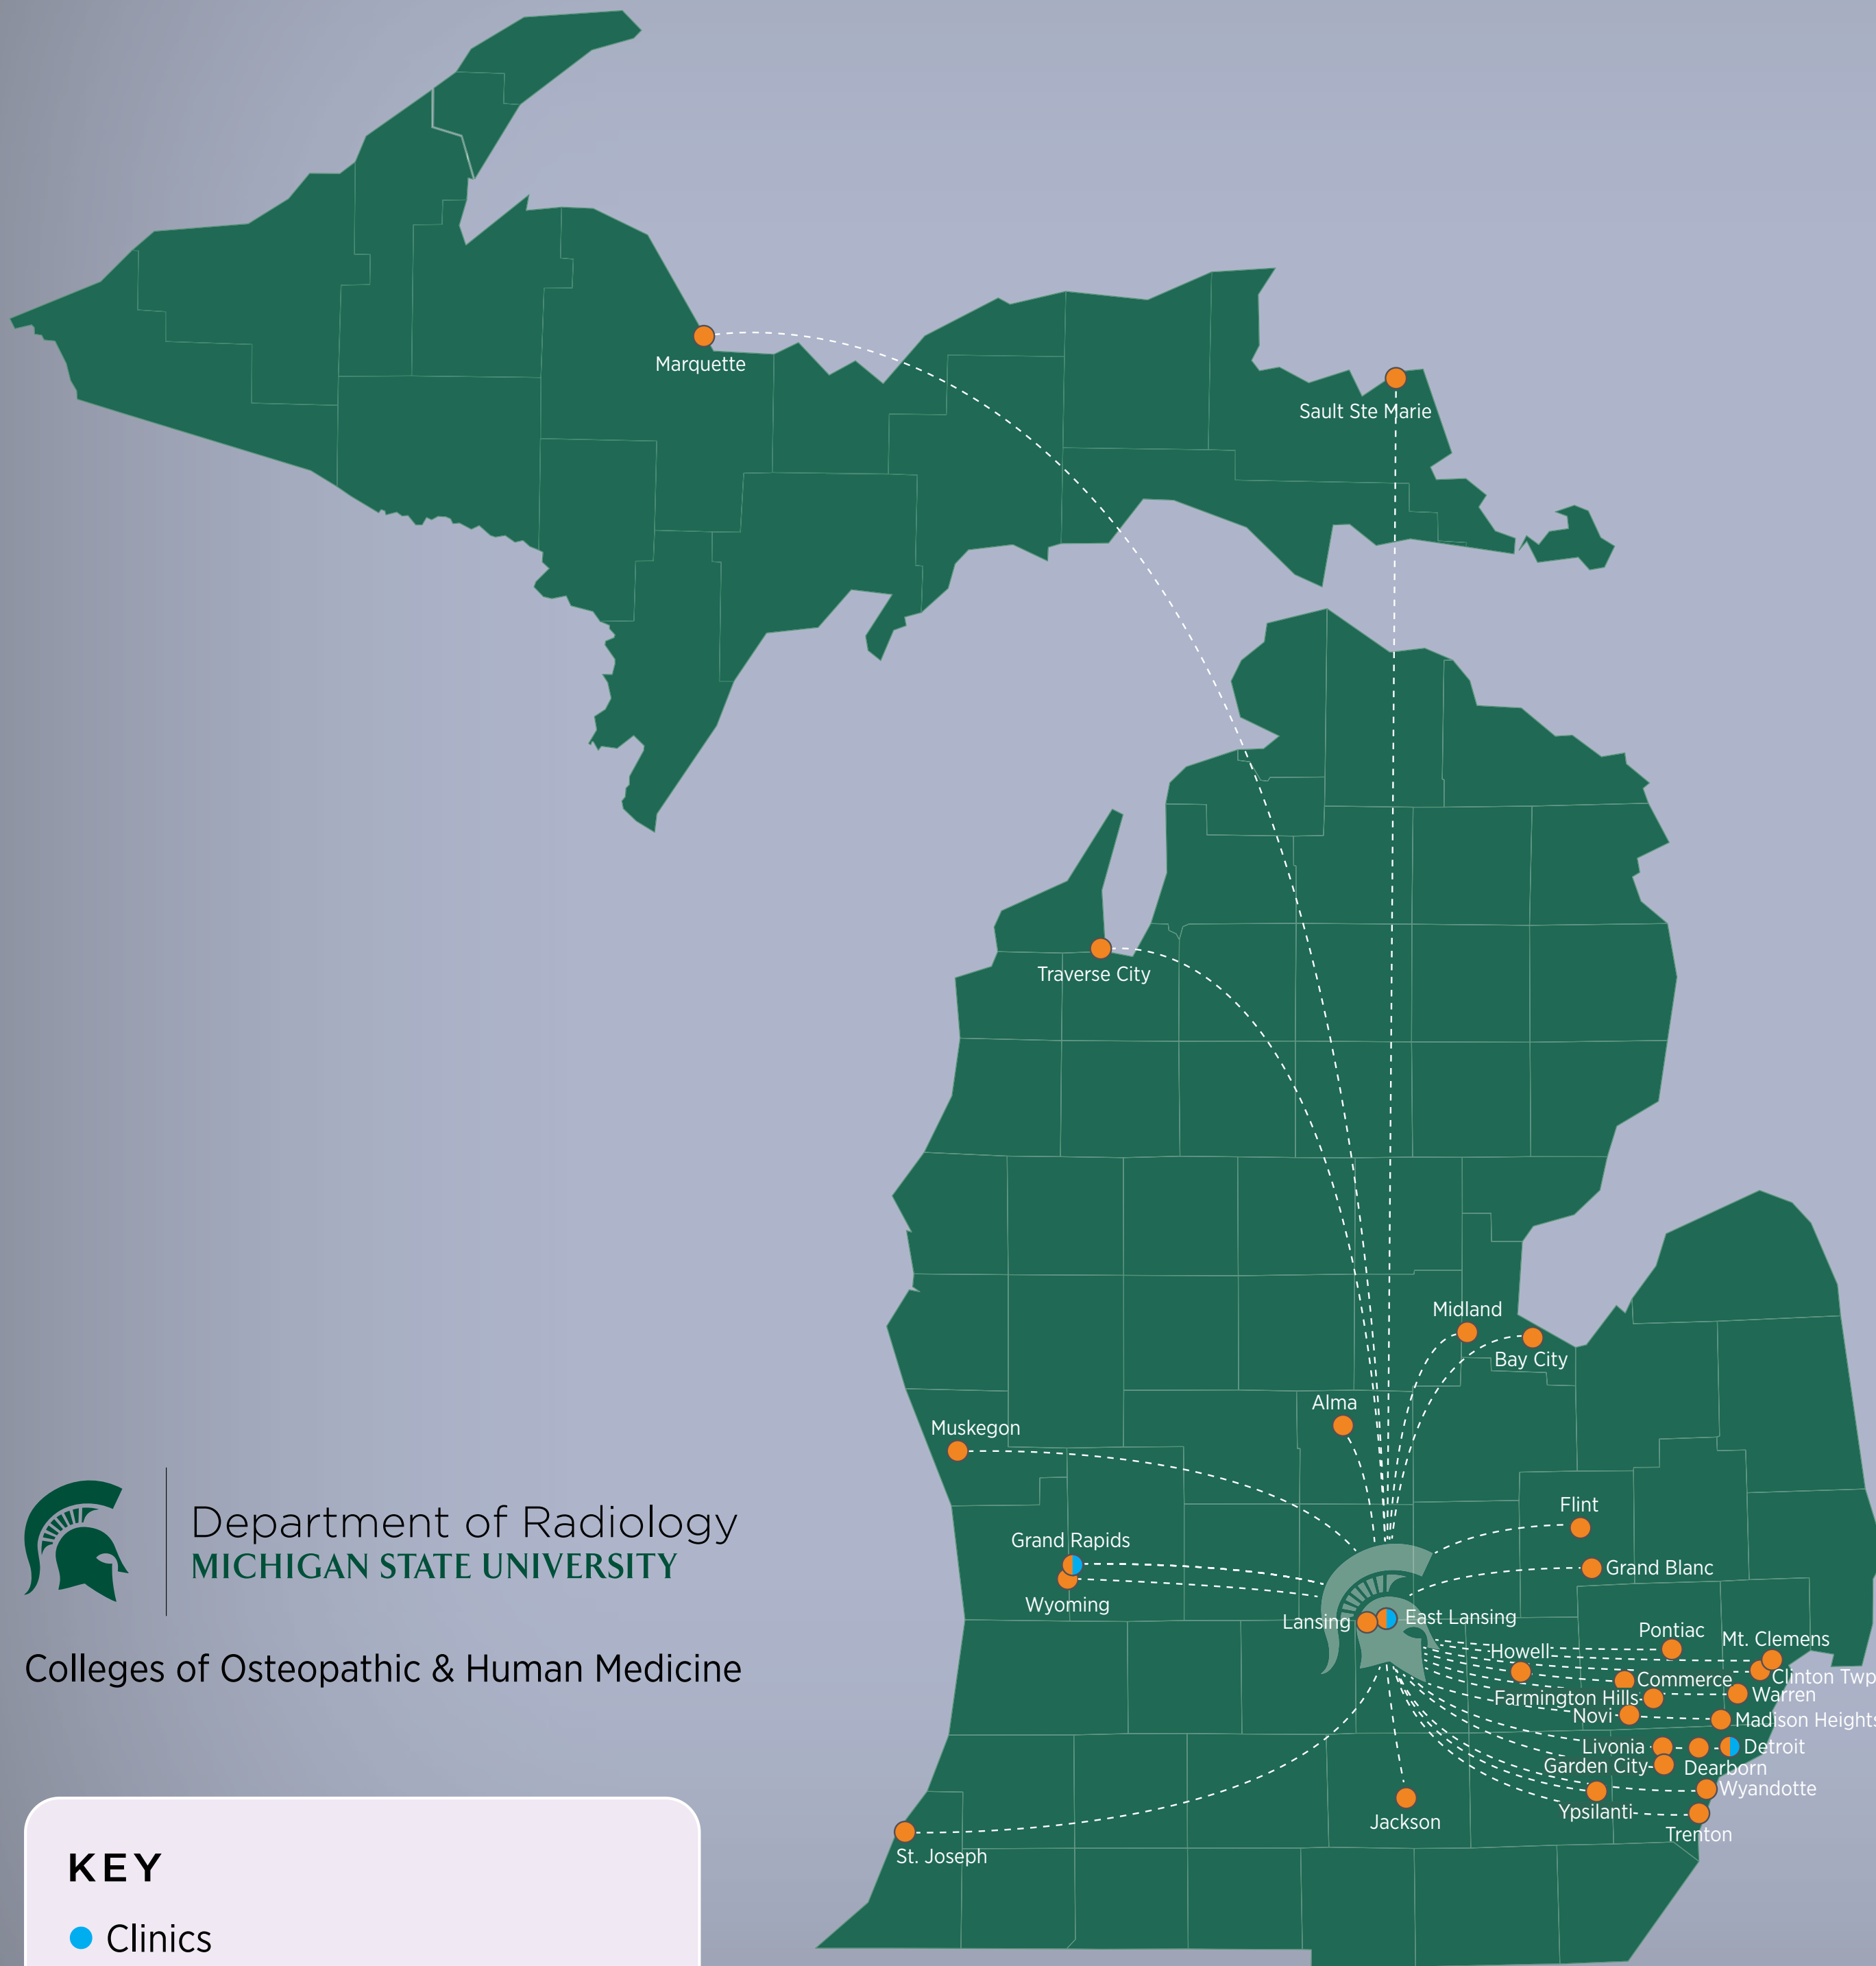 Marquette
Sault Ste Marie
Traverse City
Midland
Bay City
Alma
Muskegon
Flint
Grand Rapids
Grand Blanc
Wyoming
Lansing
East Lansing
Pontiac
Mt. Clemens
Howell
Clinton Twp
Commerce
Warren
Farmington Hills
Novi
Madison Heights
Livonia
Detroit
Garden City
Dearborn
Wyandotte
Ypsilanti
Jackson
Trenton
St. Joseph
Department of Radiology
MICHIGAN STATE UNIVERSITY
Colleges of Osteopathic & Human Medicine
KEY
Clinics